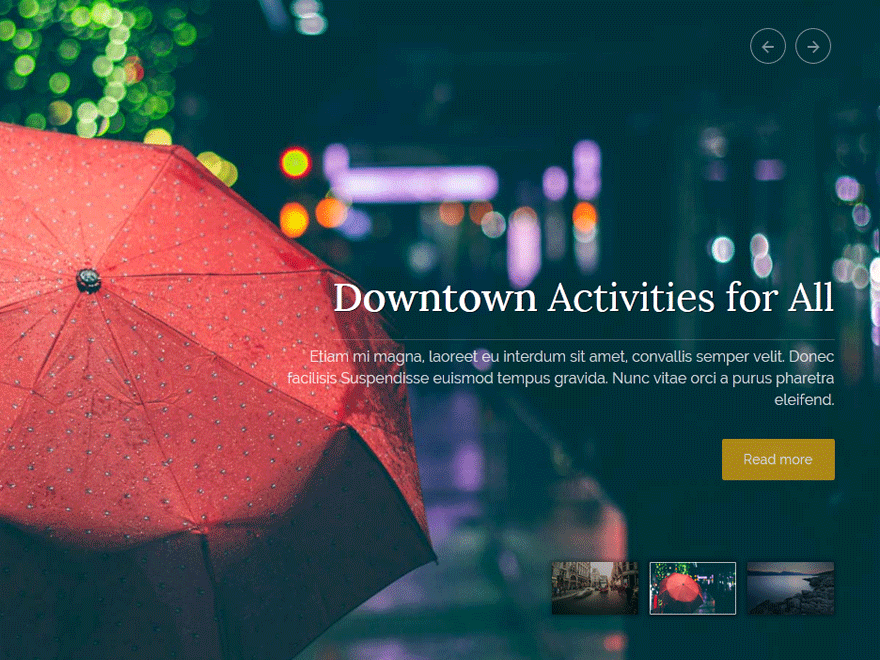 Downtown Activities for All
Etiam mi magna, laoreet eu interdum sit amet, convallis semper velit. Donec
facilisis Suspendisse euismod tempus gravida. Nunc vitae orci a purus pharetra
eleifend.
Read more